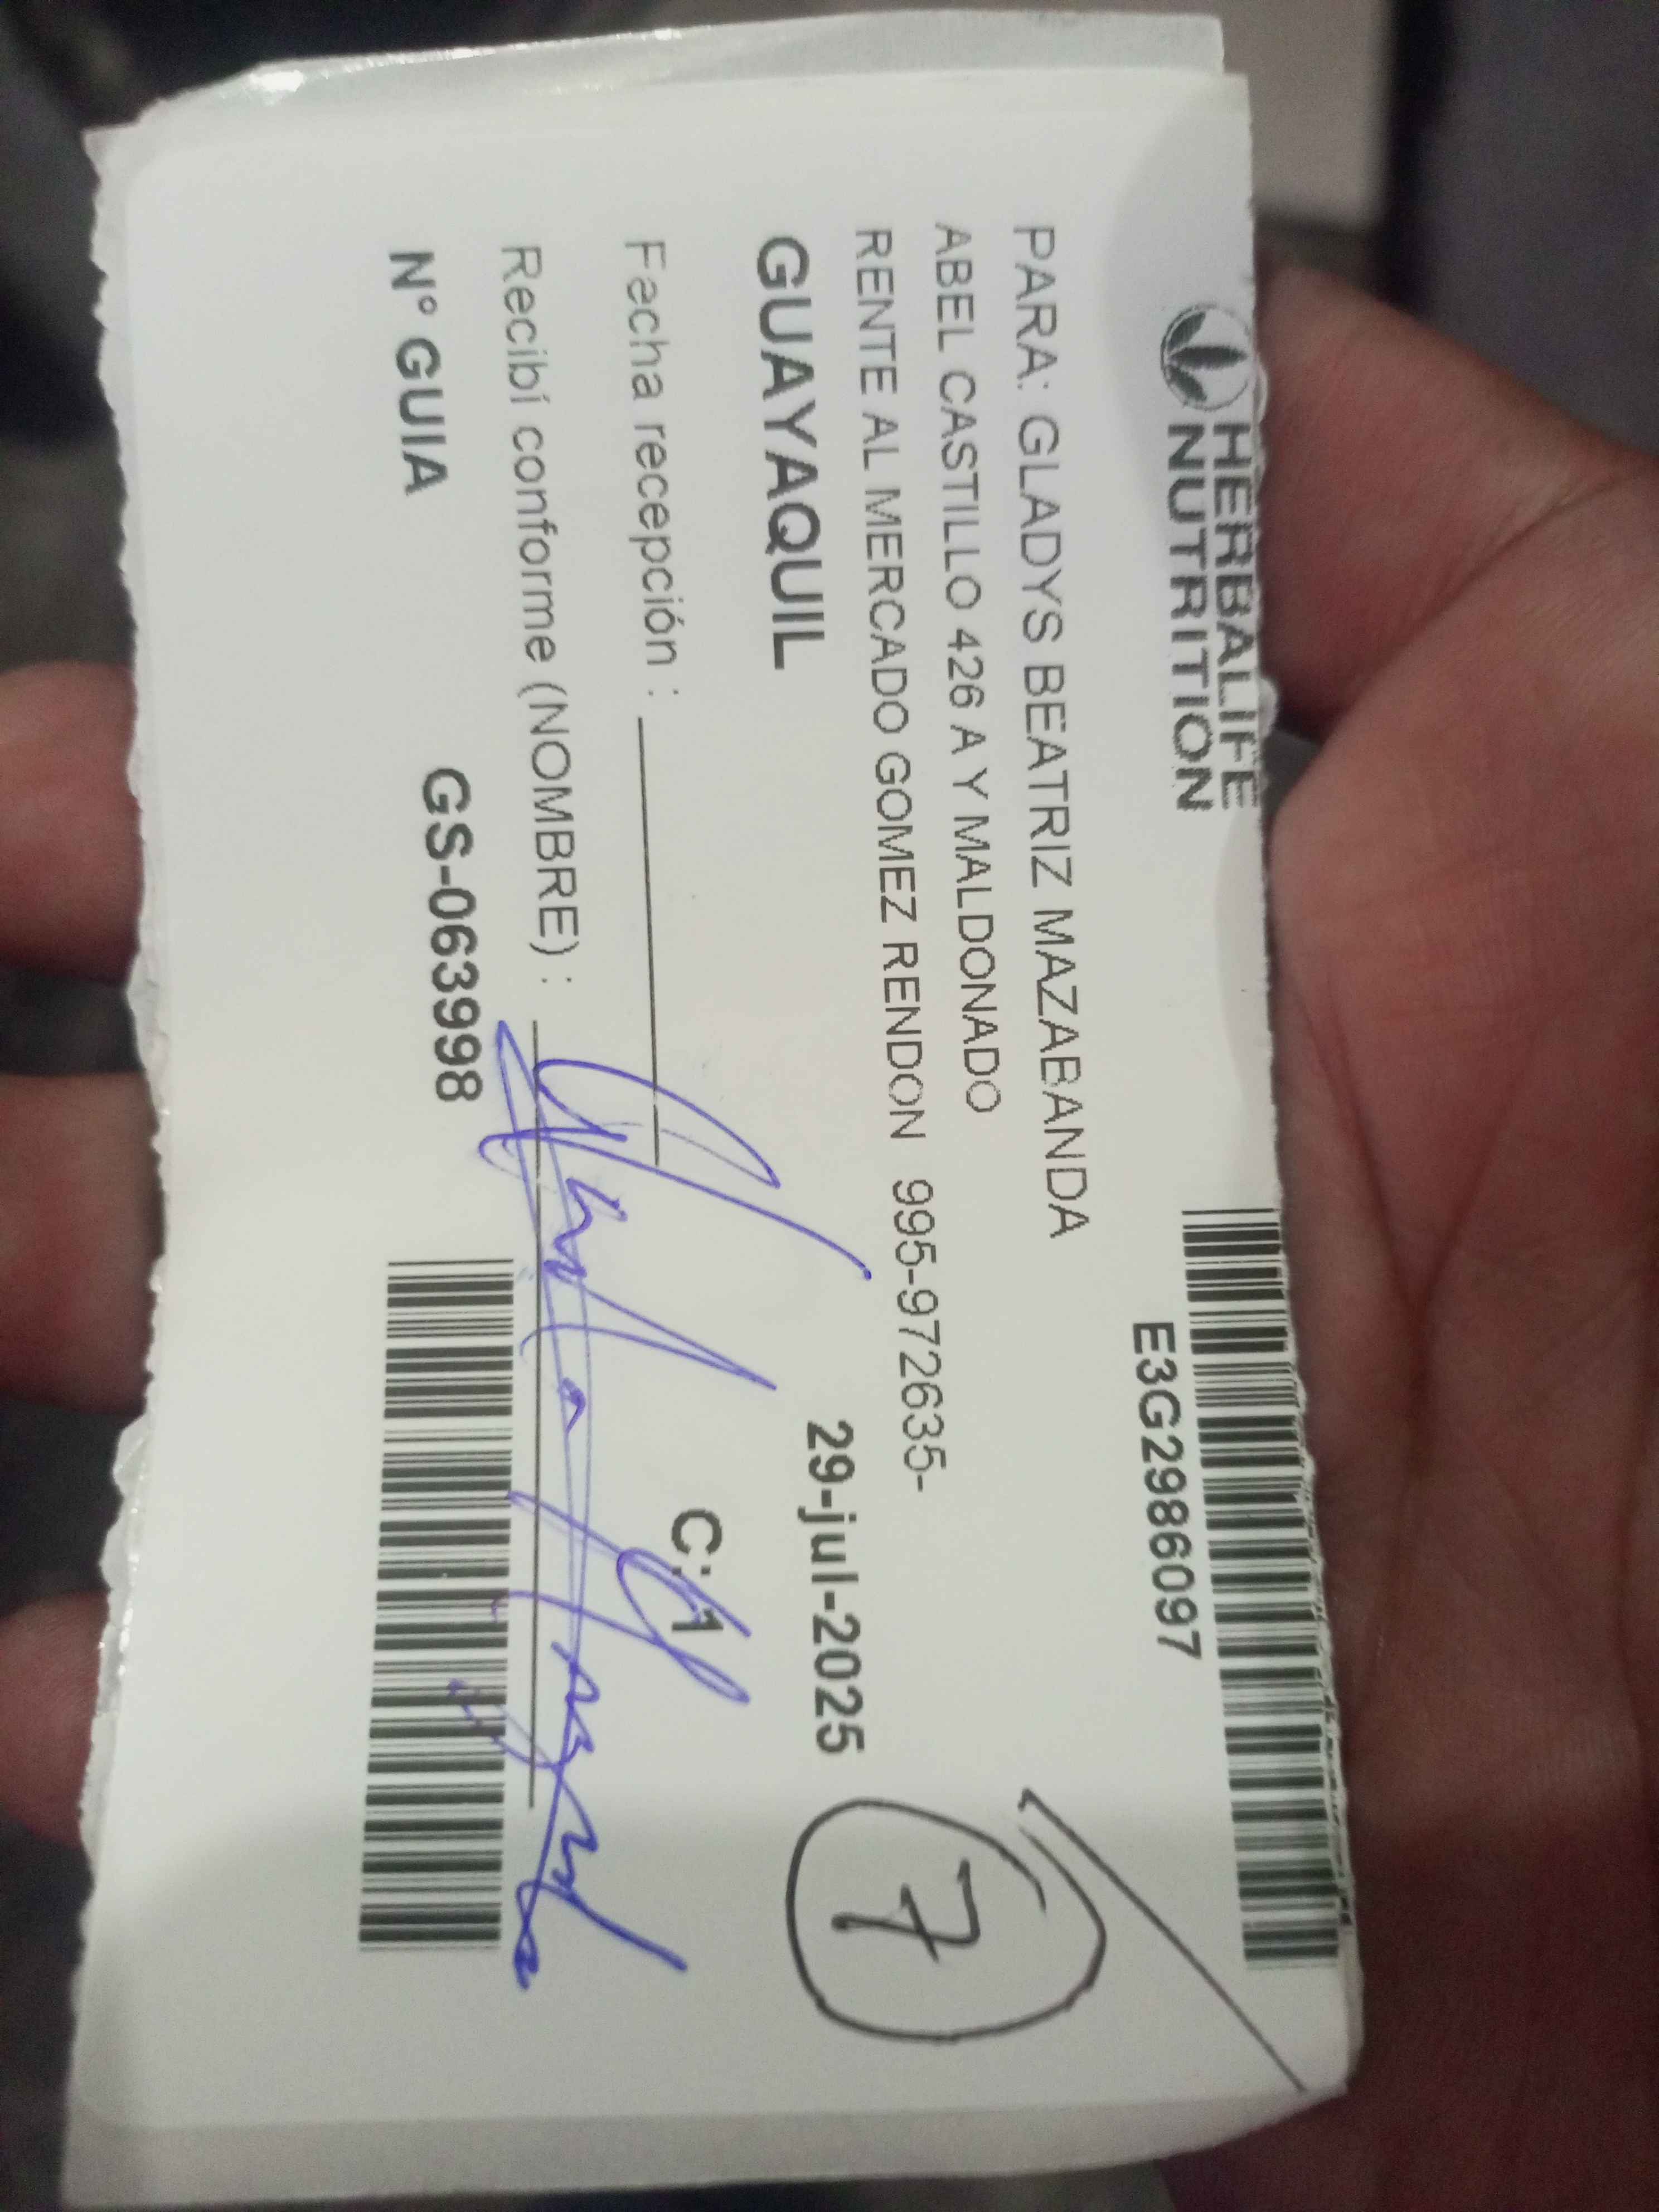 HERBALIFE
NUTRITION
E3G2986097
PARA: GLADYS BEATRIZ MAZABANDA
ABEL CASTILLO 426 A Y MALDONADO
RENTE AL MERCADO GOMEZ RENDON 995-972635-
GUAYAQUIL 29-jul-2025
7
Fecha recepción : C: 1
Recibí conforme (NOMBRE) :
N° GUIA GS-063998